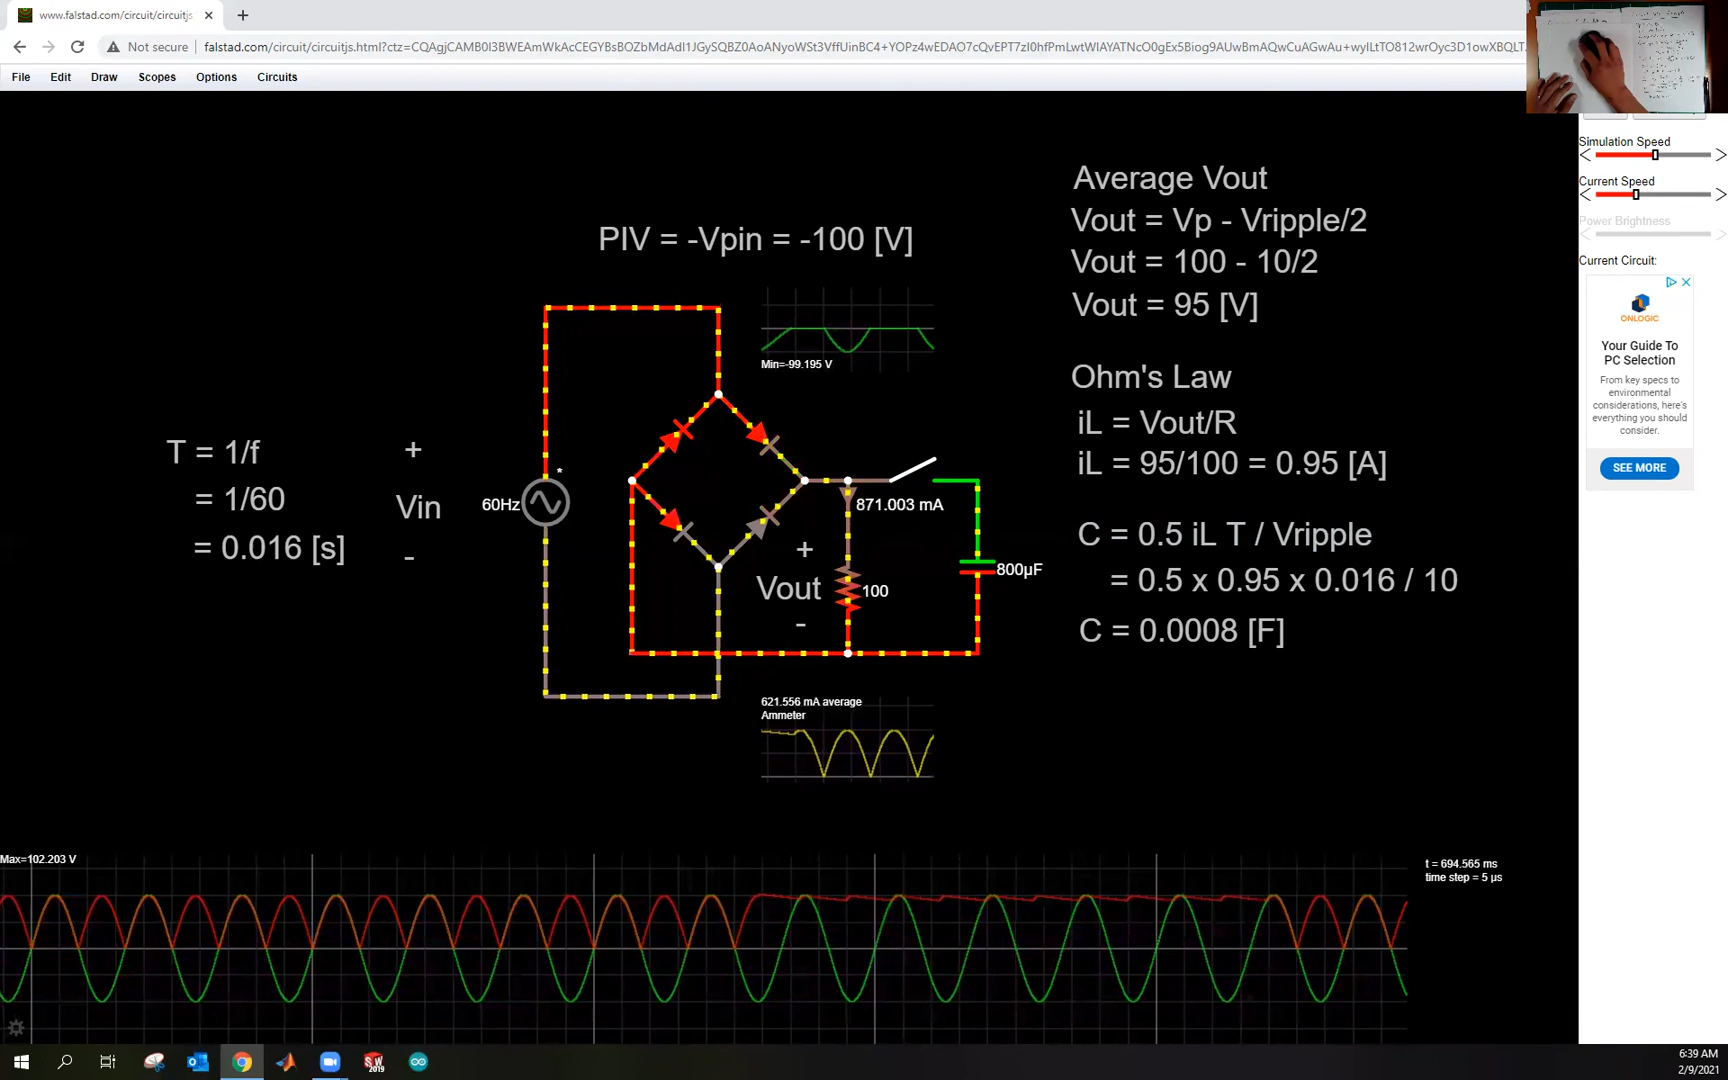 www.falstad.com/circuit/circuitjs
Not secure
falstad.com/circuit/circuitjs.html?ctz=
File Edit Draw Scopes Options Circuits
Simulation Speed
Current Speed
Power Brightness
Current Circuit:
ONLOGIC
Your Guide To
PC Selection
From key specs to
environmental
considerations, here's
everything you should
consider.
SEE MORE
PIV = -Vpin = -100 [V]
Average Vout
Vout = Vp - Vripple/2
Vout = 100 - 10/2
Vout = 95 [V]
Ohm's Law
iL = Vout/R
iL = 95/100 = 0.95 [A]
C = 0.5 iL T / Vripple
= 0.5 x 0.95 x 0.016 / 10
C = 0.0008 [F]
T = 1/f
= 1/60
= 0.016 [s]
+
Vin
-
60Hz
*
Min=-99.195 V
871.003 mA
+
Vout
-
100
800µF
621.556 mA average
Ammeter
Max=102.203 V
t = 694.565 ms
time step = 5 µs
SW
2019
6:39 AM
2/9/2021